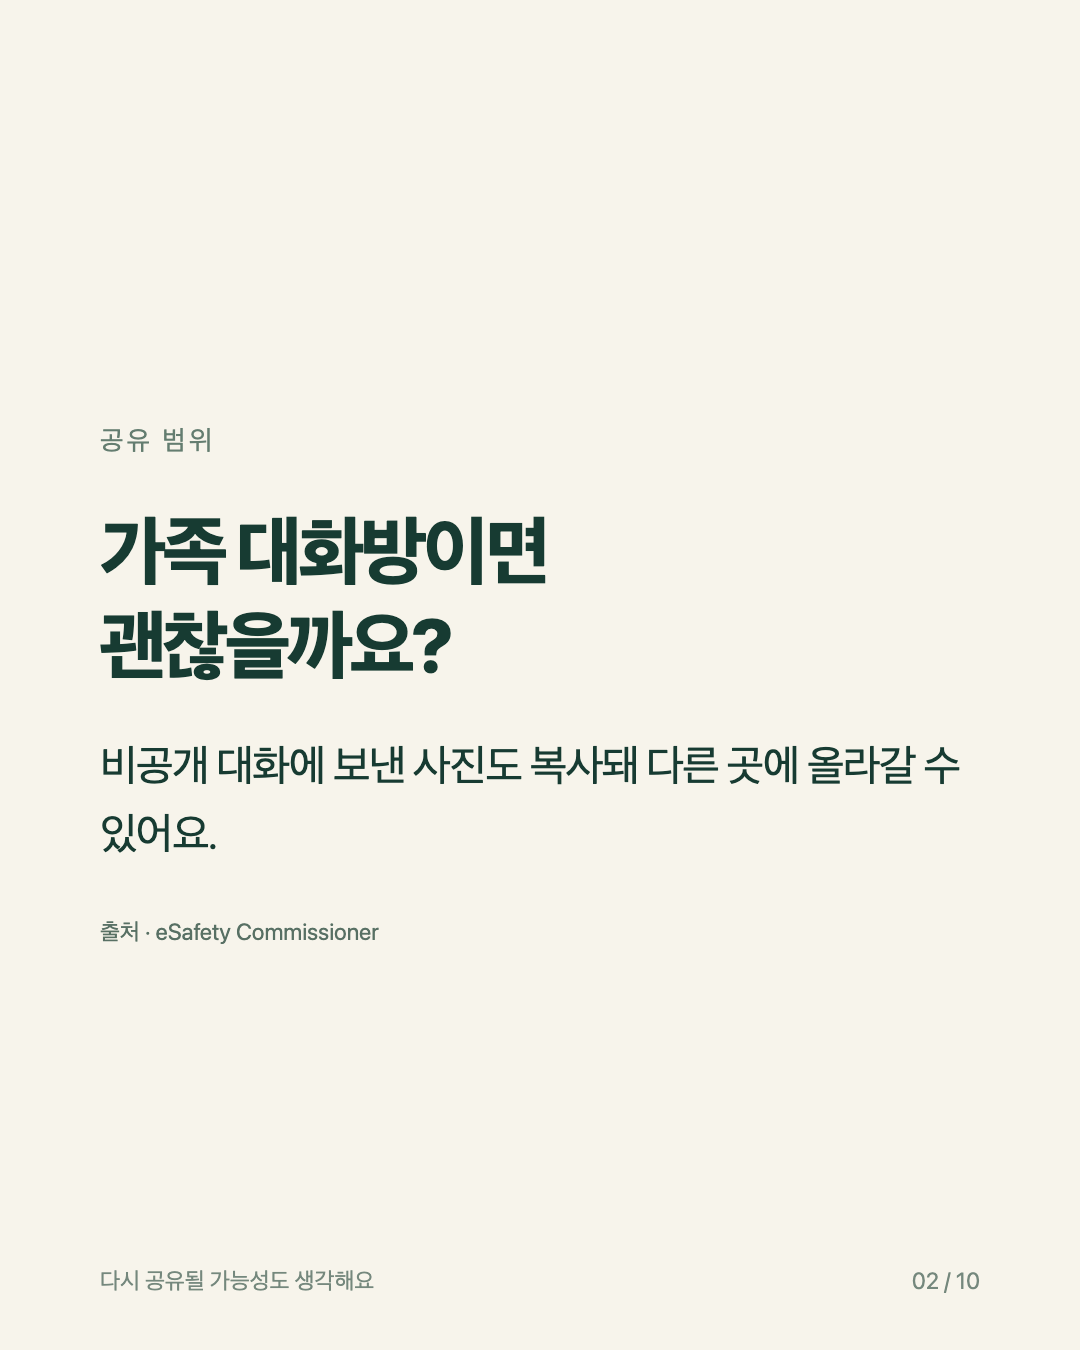 공유 범위
가족 대화방이면
괜찮을까요?
비공개 대화에 보낸 사진도 복사돼 다른 곳에 올라갈 수
있어요.
출처 · eSafety Commissioner
다시 공유될 가능성도 생각해요
02 / 10